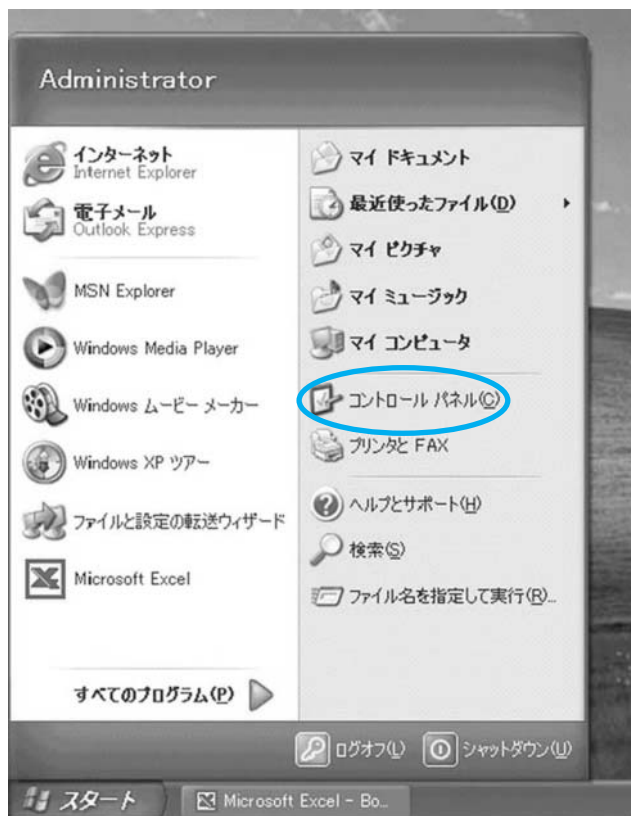 Administrator
インターネット
Internet Explorer
電子メール
Outlook Express
MSN Explorer
Windows Media Player
Windows ムービー メーカー
Windows XP ツアー
ファイルと設定の転送ウィザード
Microsoft Excel
すべてのプログラム(P)
マイ ドキュメント
最近使ったファイル(D)
マイ ピクチャ
マイ ミュージック
マイ コンピュータ
コントロール パネル(C)
プリンタと FAX
ヘルプとサポート(H)
検索(S)
ファイル名を指定して実行(R)...
ログオフ(L)
シャットダウン(U)
スタート
Microsoft Excel - Bo...